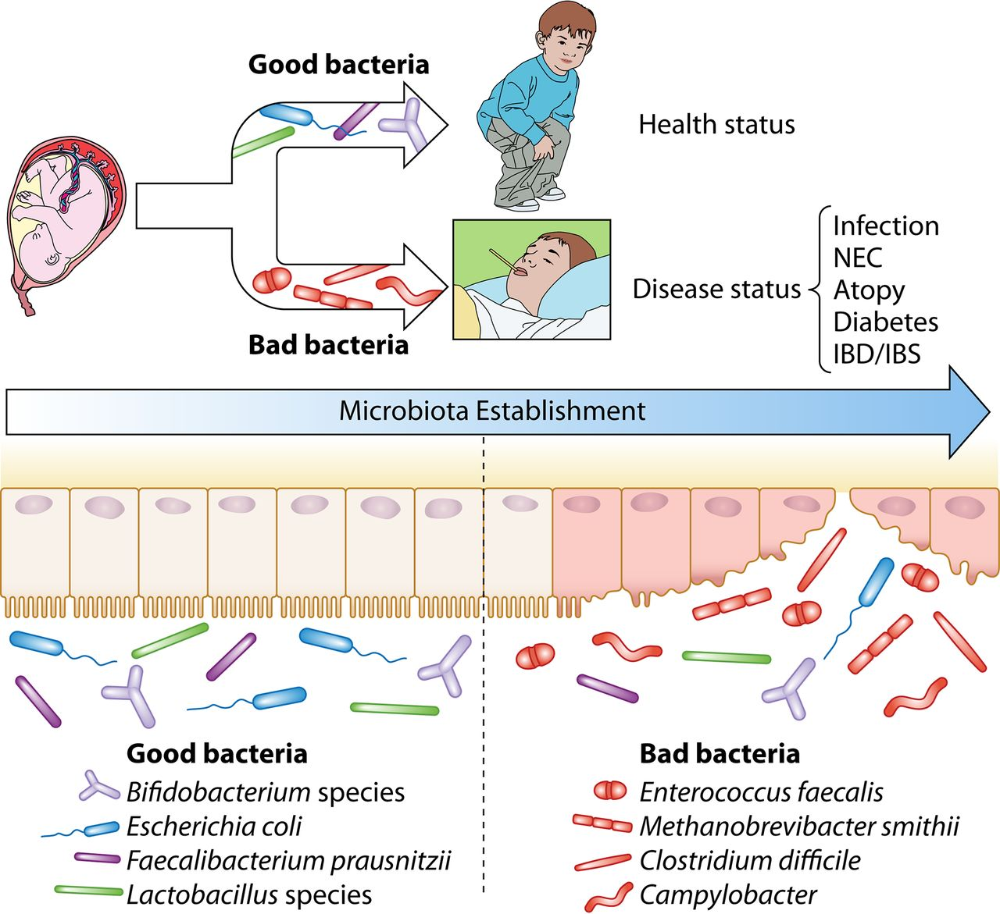 Good bacteria
Health status
Bad bacteria
Disease status
Infection
NEC
Atopy
Diabetes
IBD/IBS
Microbiota Establishment
Good bacteria
Bifidobacterium species
Escherichia coli
Faecalibacterium prausnitzii
Lactobacillus species
Bad bacteria
Enterococcus faecalis
Methanobrevibacter smithii
Clostridium difficile
Campylobacter